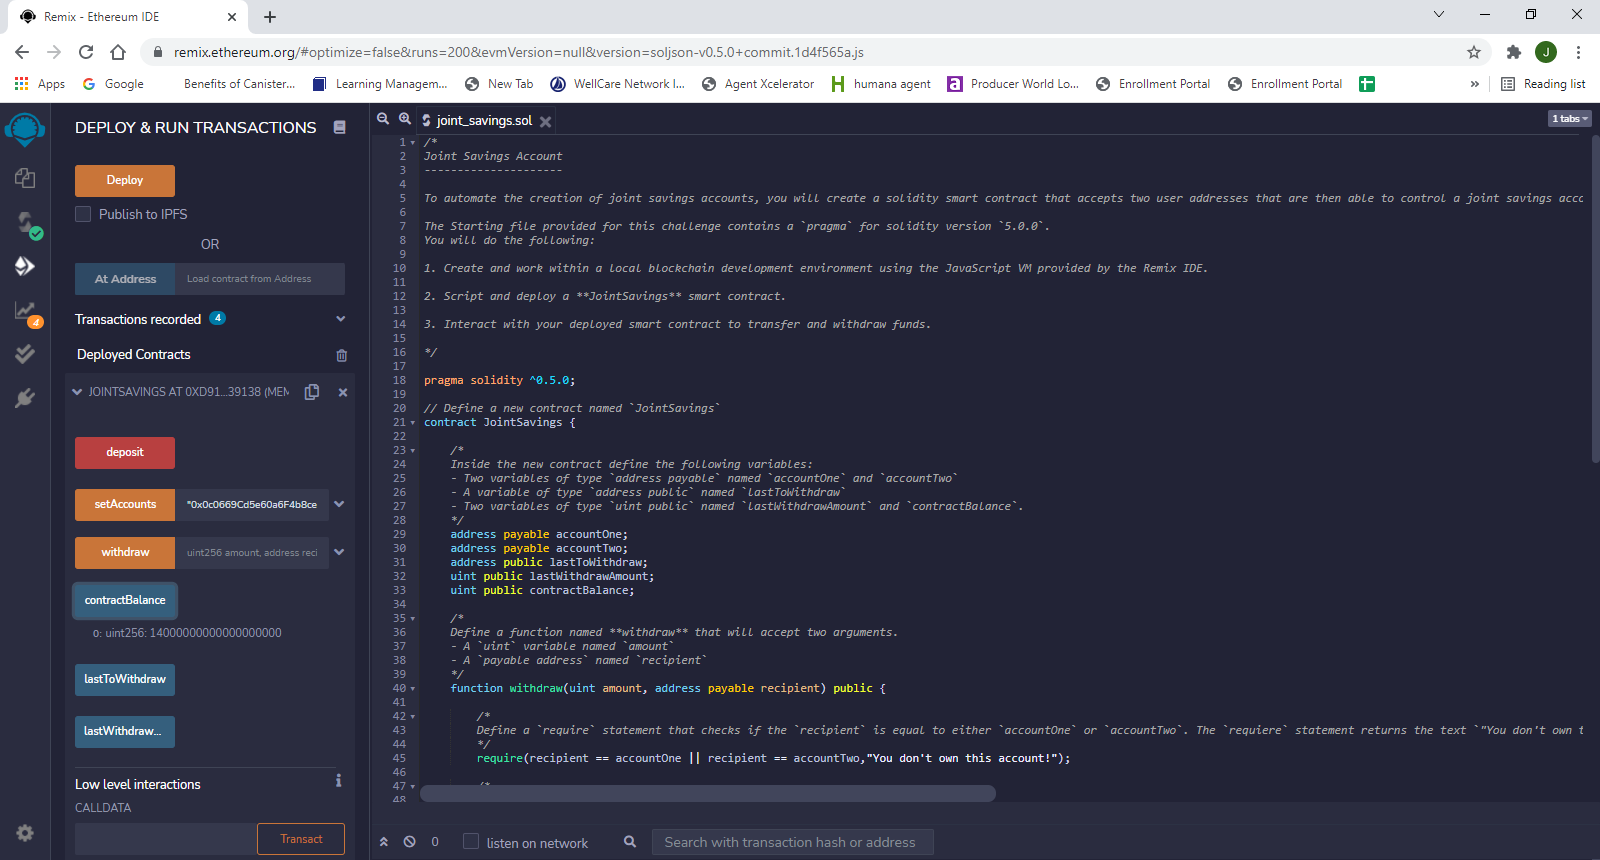 Remix - Ethereum IDE
remix.ethereum.org/#optimize=false&runs=200&evmVersion=null&version=soljson-v0.5.0+commit.1d4f565a.js
J
Apps
Google
Benefits of Canister...
Learning Managem...
New Tab
WellCare Network I...
Agent Xcelerator
humana agent
Producer World Lo...
Enrollment Portal
Enrollment Portal
»
Reading list
DEPLOY & RUN TRANSACTIONS
Deploy
Publish to IPFS
OR
At Address
Load contract from Address
Transactions recorded 4
Deployed Contracts
JOINTSAVINGS AT 0XD91...39138 (MEM
deposit
setAccounts
"0x0c0669Cd5e60a6F4b8ce
withdraw
uint256 amount, address reci
contractBalance
0: uint256: 14000000000000000000
lastToWithdraw
lastWithdraw...
Low level interactions
CALLDATA
Transact
4
joint_savings.sol
1 tabs
1 /*
2 Joint Savings Account
3 ---------------------
4
5 To automate the creation of joint savings accounts, you will create a solidity smart contract that accepts two user addresses that are then able to control a joint savings acco
6
7 The Starting file provided for this challenge contains a `pragma` for solidity version `5.0.0`.
8 You will do the following:
9
10 1. Create and work within a local blockchain development environment using the JavaScript VM provided by the Remix IDE.
11
12 2. Script and deploy a **JointSavings** smart contract.
13
14 3. Interact with your deployed smart contract to transfer and withdraw funds.
15
16 */
17
18 pragma solidity ^0.5.0;
19
20 // Define a new contract named `JointSavings`
21 contract JointSavings {
22
23 /*
24 Inside the new contract define the following variables:
25 - Two variables of type `address payable` named `accountOne` and `accountTwo`
26 - A variable of type `address public` named `lastToWithdraw`
27 - Two variables of type `uint public` named `lastWithdrawAmount` and `contractBalance`.
28 */
29 address payable accountOne;
30 address payable accountTwo;
31 address public lastToWithdraw;
32 uint public lastWithdrawAmount;
33 uint public contractBalance;
34
35 /*
36 Define a function named **withdraw** that will accept two arguments.
37 - A `uint` variable named `amount`
38 - A `payable address` named `recipient`
39 */
40 function withdraw(uint amount, address payable recipient) public {
41
42 /*
43 Define a `require` statement that checks if the `recipient` is equal to either `accountOne` or `accountTwo`. The `requiere` statement returns the text `"You don't own t
44 */
45 require(recipient == accountOne || recipient == accountTwo,"You don't own this account!");
46
47 /*
48
0
listen on network
Search with transaction hash or address